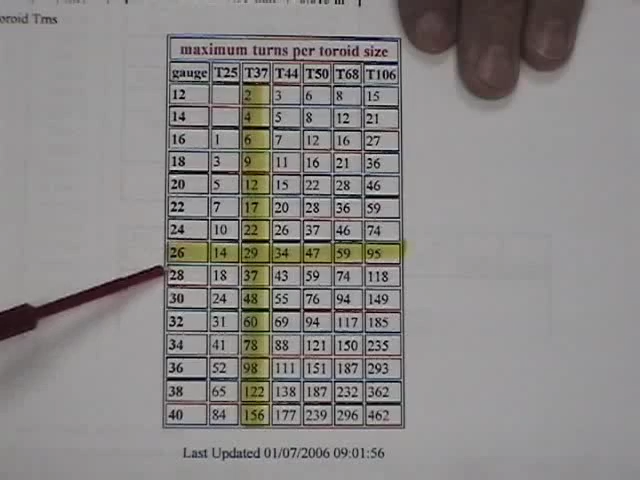 oroid Trns
maximum turns per toroid size
gauge T25 T37 T44 T50 T68 T106
12 2 3 6 8 15
14 4 5 8 12 21
16 1 6 7 12 16 27
18 3 9 11 16 21 36
20 5 12 15 22 28 46
22 7 17 20 28 36 59
24 10 22 26 37 46 74
26 14 29 34 47 59 95
28 18 37 43 59 74 118
30 24 48 55 76 94 149
32 31 60 69 94 117 185
34 41 78 88 121 150 235
36 52 98 111 151 187 293
38 65 122 138 187 232 362
40 84 156 177 239 296 462
Last Updated 01/07/2006 09:01:56